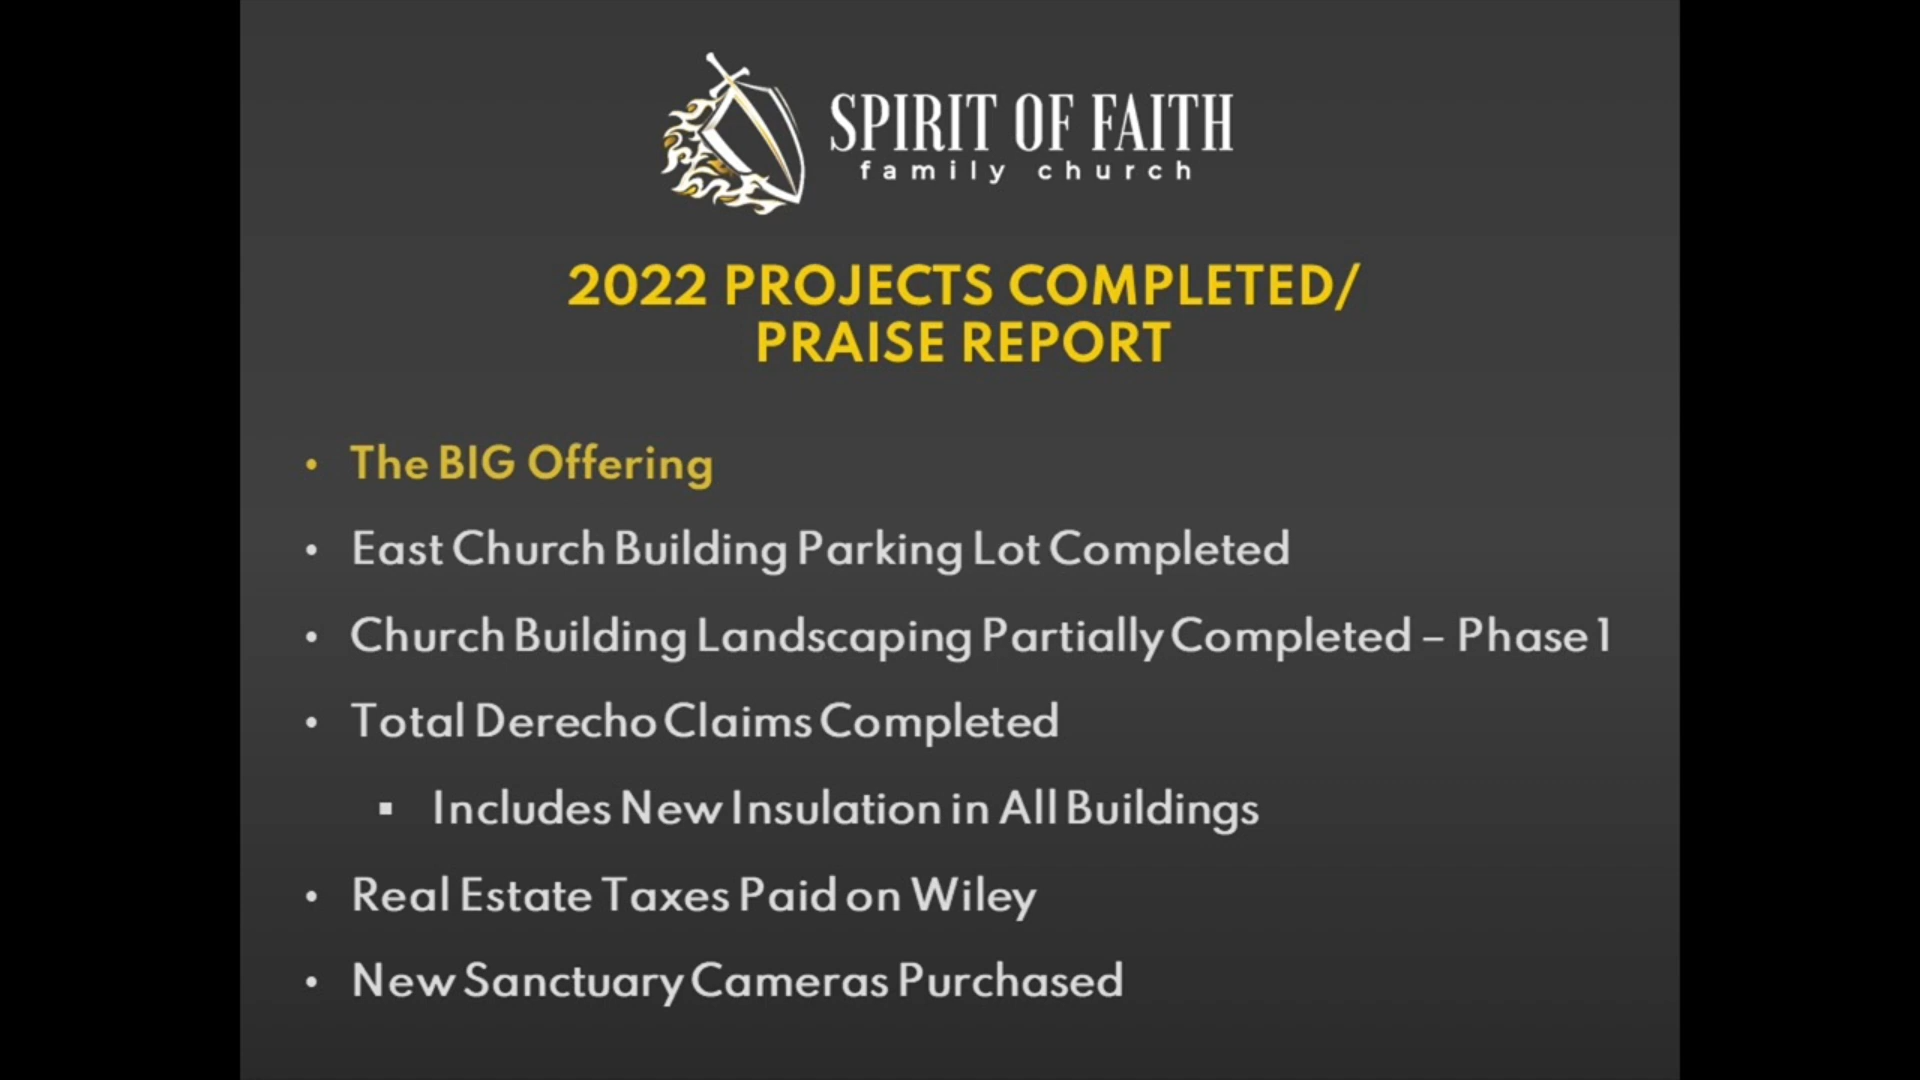 SPIRIT OF FAITH
family church
2022 PROJECTS COMPLETED/
PRAISE REPORT
• The BIG Offering
• East Church Building Parking Lot Completed
• Church Building Landscaping Partially Completed – Phase 1
• Total Derecho Claims Completed
▪ Includes New Insulation in All Buildings
• Real Estate Taxes Paid on Wiley
• New Sanctuary Cameras Purchased